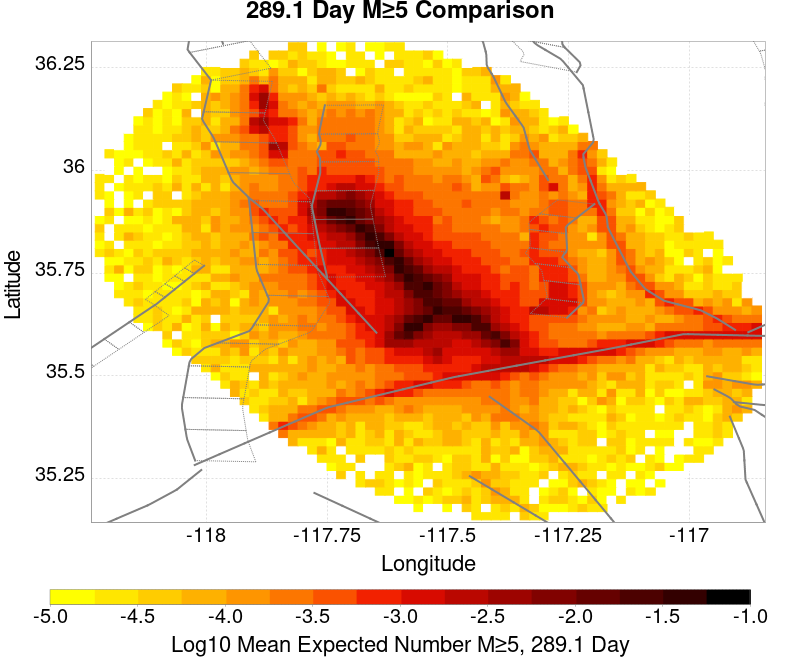 289.1 Day M≥5 Comparison
36.25
36
35.75
35.5
35.25
Latitude
-118 -117.75 -117.5 -117.25 -117
Longitude
-5.0 -4.5 -4.0 -3.5 -3.0 -2.5 -2.0 -1.5 -1.0
Log10 Mean Expected Number M≥5, 289.1 Day